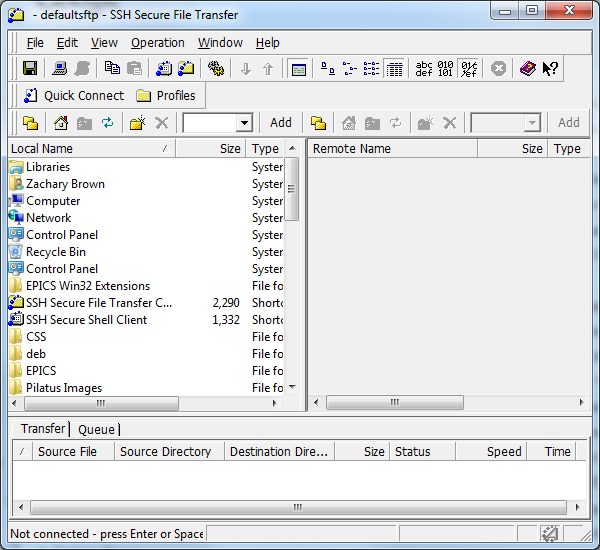 - defaultsftp - SSH Secure File Transfer
File Edit View Operation Window Help
abc def 010 101
Quick Connect Profiles
Add Add
Local Name / Size Type Remote Name Size Type
Libraries Syster
Zachary Brown Syster
Computer Syster
Network Syster
Control Panel Syster
Recycle Bin Syster
Control Panel Syster
EPICS Win32 Extensions File fo
SSH Secure File Transfer C... 2,290 Shortc
SSH Secure Shell Client 1,332 Shortc
CSS File fo
deb File fo
EPICS File fo
Pilatus Images File fo
Transfer Queue
/ Source File Source Directory Destination Dire... Size Status Speed Time
Not connected - press Enter or Space